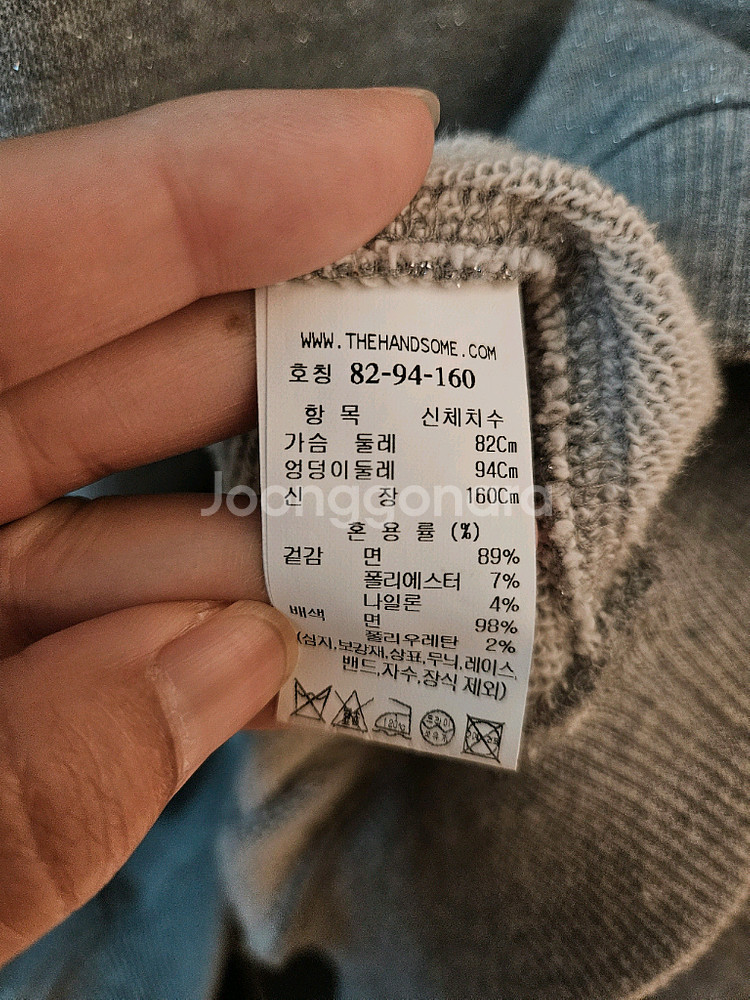 WWW.THEHANDSOME.COM
호칭 82-94-160
항 목 신체치수
가슴 둘레 82Cm
엉덩이둘레 94Cm
신 장 160Cm
Joonggonara
혼 용 률 (%)
겉감 면 89%
폴리에스터 7%
나일론 4%
배색 면 98%
폴리우레탄 2%
(심지,보강재,상표,무늬,레이스,
밴드,자수,장식 제외)
120℃